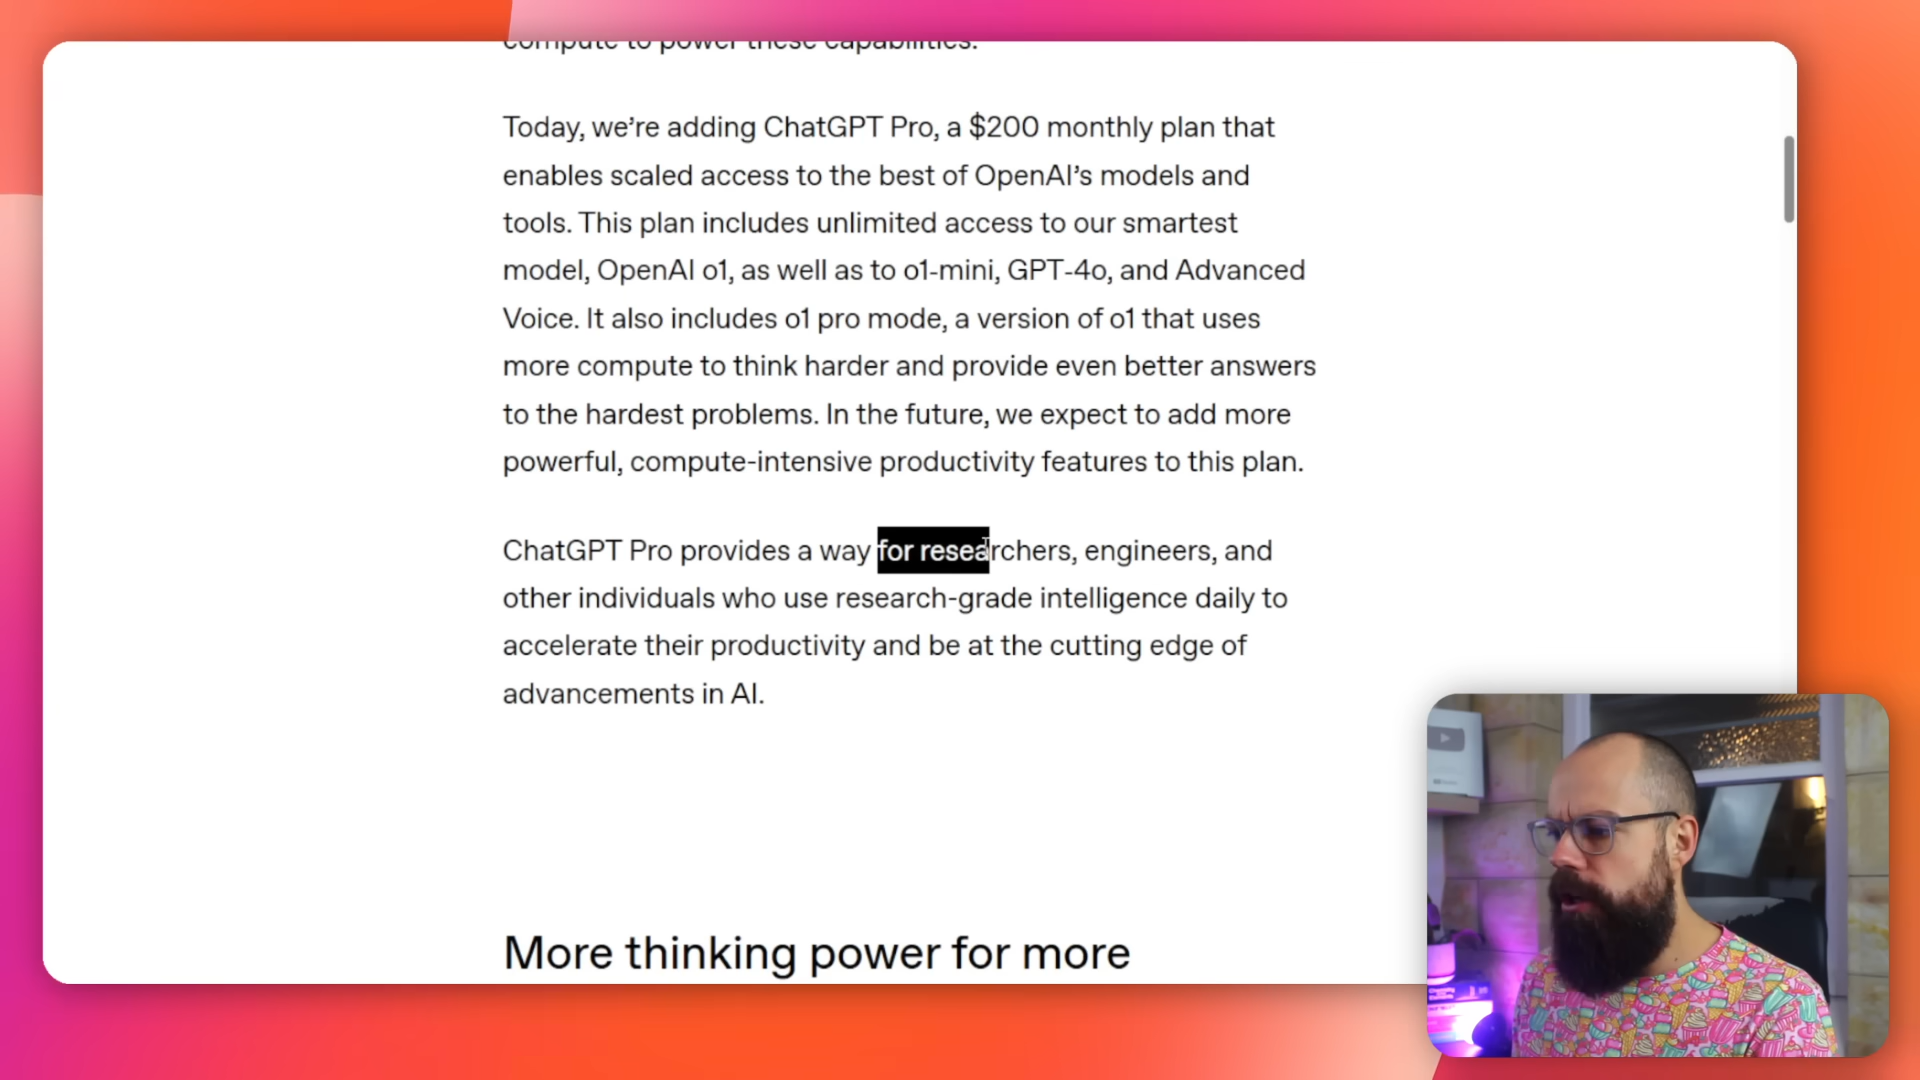 compute to power these capabilities.
Today, we’re adding ChatGPT Pro, a $200 monthly plan that
enables scaled access to the best of OpenAI’s models and
tools. This plan includes unlimited access to our smartest
model, OpenAI o1, as well as to o1-mini, GPT-4o, and Advanced
Voice. It also includes o1 pro mode, a version of o1 that uses
more compute to think harder and provide even better answers
to the hardest problems. In the future, we expect to add more
powerful, compute-intensive productivity features to this plan.
ChatGPT Pro provides a way for researchers, engineers, and
other individuals who use research-grade intelligence daily to
accelerate their productivity and be at the cutting edge of
advancements in AI.
More thinking power for more